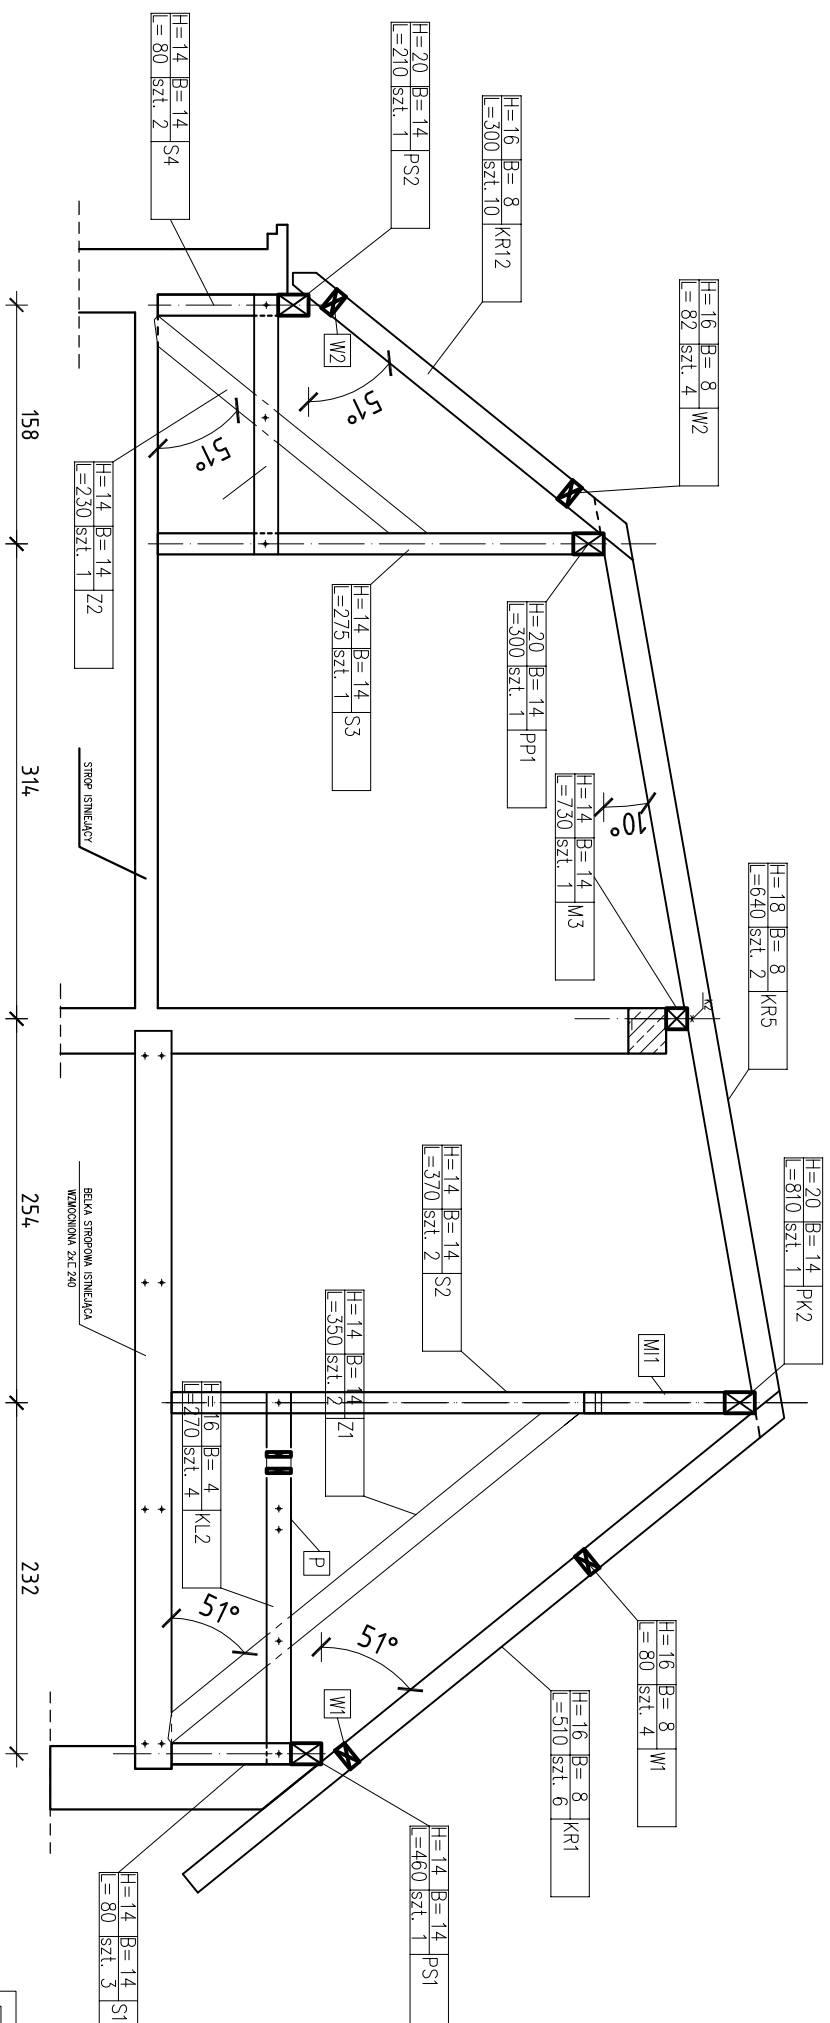 H=14 B= 14
L= 80 szt. 2
S4
H=20 B= 14
L=210 szt. 1
PS2
H=16 B= 8
L=300 szt. 10
KR12
H=16 B= 8
L= 82 szt. 4
W2
W2
51°
51°
H=14 B= 14
L=230 szt. 1
Z2
H=14 B= 14
L=275 szt. 1
S3
H=20 B= 14
L=300 szt. 1
PP1
H=14 B= 14
L=730 szt. 1
M3
10°
H=18 B= 8
L=640 szt. 2
KR5
K2
STROP ISTNIEJĄCY
H=20 B= 14
L=810 szt. 1
PK2
H=14 B= 14
L=370 szt. 2
S2
MI1
H=14 B= 14
L=350 szt. 2
Z1
H=16 B= 4
L=270 szt. 4
KL2
BELKA STROPOWA ISTNIEJĄCA
WZMOCNIONA 2x[ 240
P
51°
51°
W1
H=16 B= 8
L= 80 szt. 4
W1
H=16 B= 8
L=510 szt. 6
KR1
H=14 B= 14
L=460 szt. 1
PS1
H=14 B= 14
L= 80 szt. 3
S1
158
314
254
232